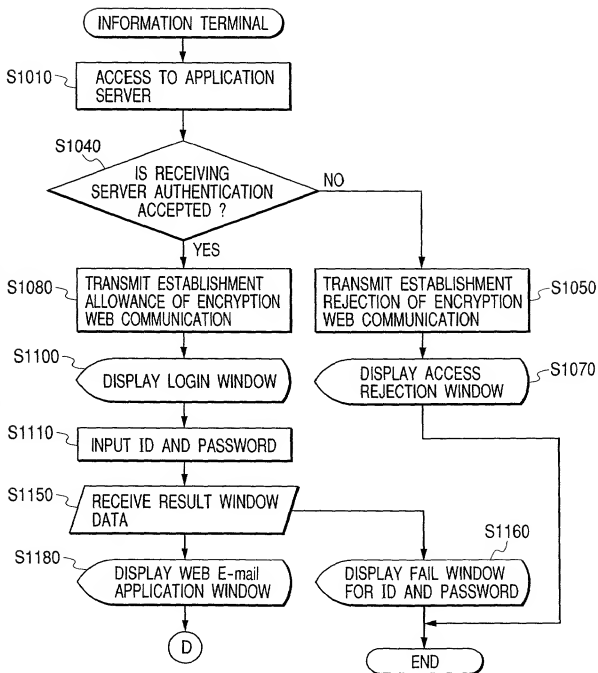 INFORMATION TERMINAL
S1010
ACCESS TO APPLICATION
SERVER
S1040
IS RECEIVING
SERVER AUTHENTICATION
ACCEPTED ?
NO
YES
S1080
TRANSMIT ESTABLISHMENT
ALLOWANCE OF ENCRYPTION
WEB COMMUNICATION
TRANSMIT ESTABLISHMENT
REJECTION OF ENCRYPTION
WEB COMMUNICATION
S1050
S1100
DISPLAY LOGIN WINDOW
DISPLAY ACCESS
REJECTION WINDOW
S1070
S1110
INPUT ID AND PASSWORD
S1150
RECEIVE RESULT WINDOW
DATA
S1160
S1180
DISPLAY WEB E-mail
APPLICATION WINDOW
DISPLAY FAIL WINDOW
FOR ID AND PASSWORD
D
END